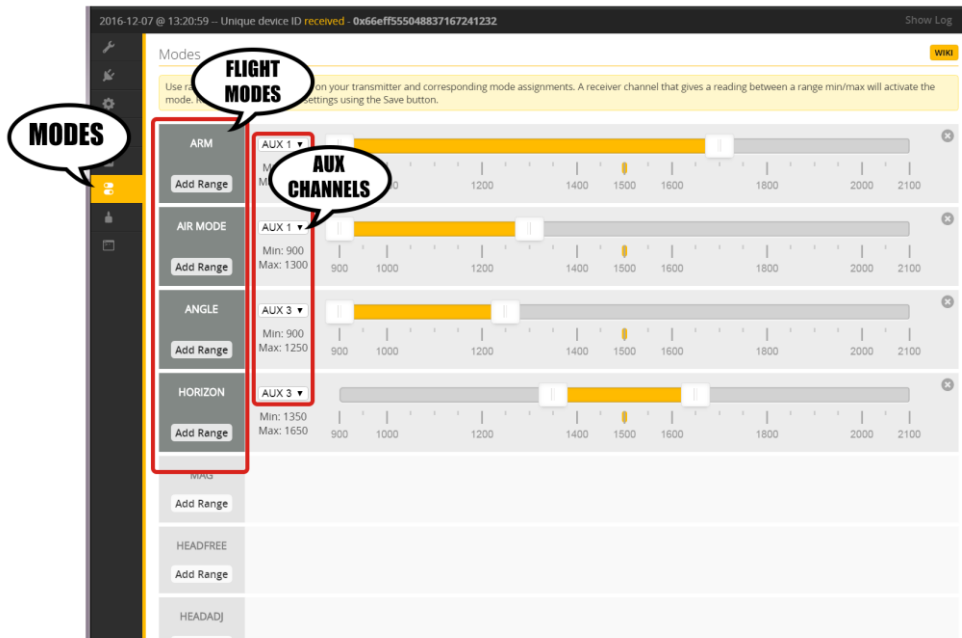 2016-12-07 @ 13:20:59 -- Unique device ID received - 0x66eff555048837167241232
Show Log
Modes
WIKI
FLIGHT
MODES
Use on your transmitter and corresponding mode assignments. A receiver channel that gives a reading between a range min/max will activate the
mode. settings using the Save button.
MODES
ARM
Add Range
AUX 1
AUX
CHANNELS
1200 1400 1500 1600 1800 2000 2100
AIR MODE
Add Range
AUX 1
Min: 900
Max: 1300
900 1000 1200 1400 1500 1600 1800 2000 2100
ANGLE
Add Range
AUX 3
Min: 900
Max: 1250
900 1000 1200 1400 1500 1600 1800 2000 2100
HORIZON
Add Range
AUX 3
Min: 1350
Max: 1650
900 1000 1200 1400 1500 1600 1800 2000 2100
MAG
Add Range
HEADFREE
Add Range
HEADADJ